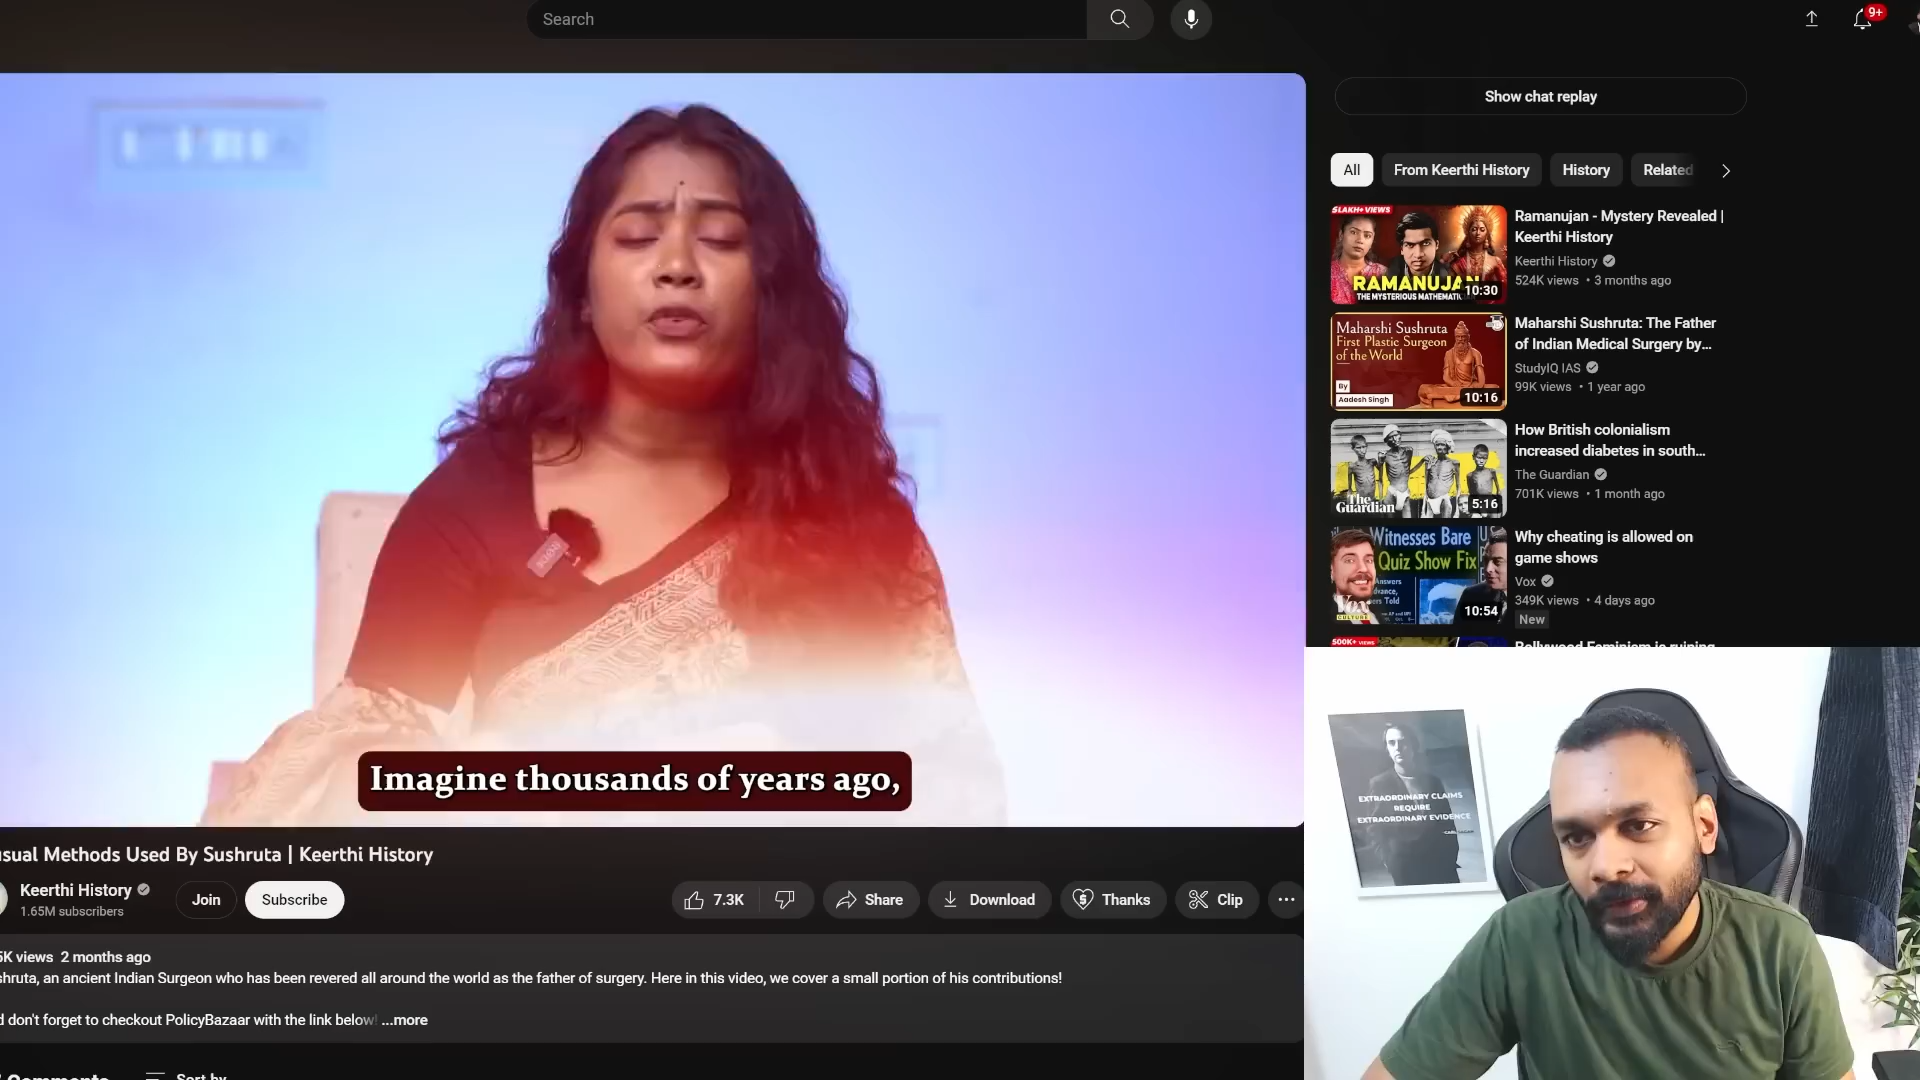 Search
9+
Show chat replay
All
From Keerthi History
History
Related
5LAKH+ VIEWS
RAMANUJAN
THE MYSTERIOUS
10:30
Ramanujan - Mystery Revealed |
Keerthi History
Keerthi History
524K views • 3 months ago
Maharshi Sushruta
First Plastic Surgeon
of the World
By
Aadesh Singh
10:16
Maharshi Sushruta: The Father
of Indian Medical Surgery by...
StudyIQ IAS
99K views • 1 year ago
The
Guardian
5:16
How British colonialism
increased diabetes in south...
The Guardian
701K views • 1 month ago
Witnesses Bare
Quiz Show Fix
Answers
Told
Vox
CULTURE
10:54
Why cheating is allowed on
game shows
Vox
349K views • 4 days ago
New
500K+ VIEWS
Bollywood Feminism is ruining
Imagine thousands of years ago,
sual Methods Used By Sushruta | Keerthi History
Keerthi History
1.65M subscribers
Join
Subscribe
7.3K
Share
Download
Thanks
Clip
5K views 2 months ago
shruta, an ancient Indian Surgeon who has been revered all around the world as the father of surgery. Here in this video, we cover a small portion of his contributions!
d don't forget to checkout PolicyBazaar with the link below! ...more
Comments
Sort by
EXTRAORDINARY CLAIMS
REQUIRE
EXTRAORDINARY EVIDENCE